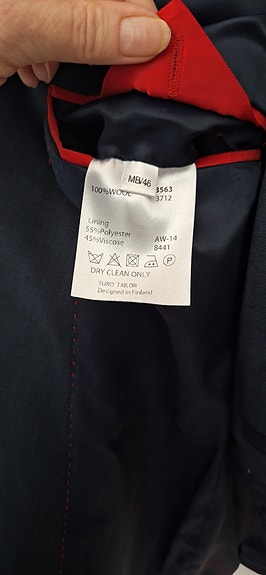 MB/46
100%WOOL 3563
3712
Lining
55%Polyester AW-14
45%Viscose 8441
P
DRY CLEAN ONLY
TURO TAILOR
Designed in Finland